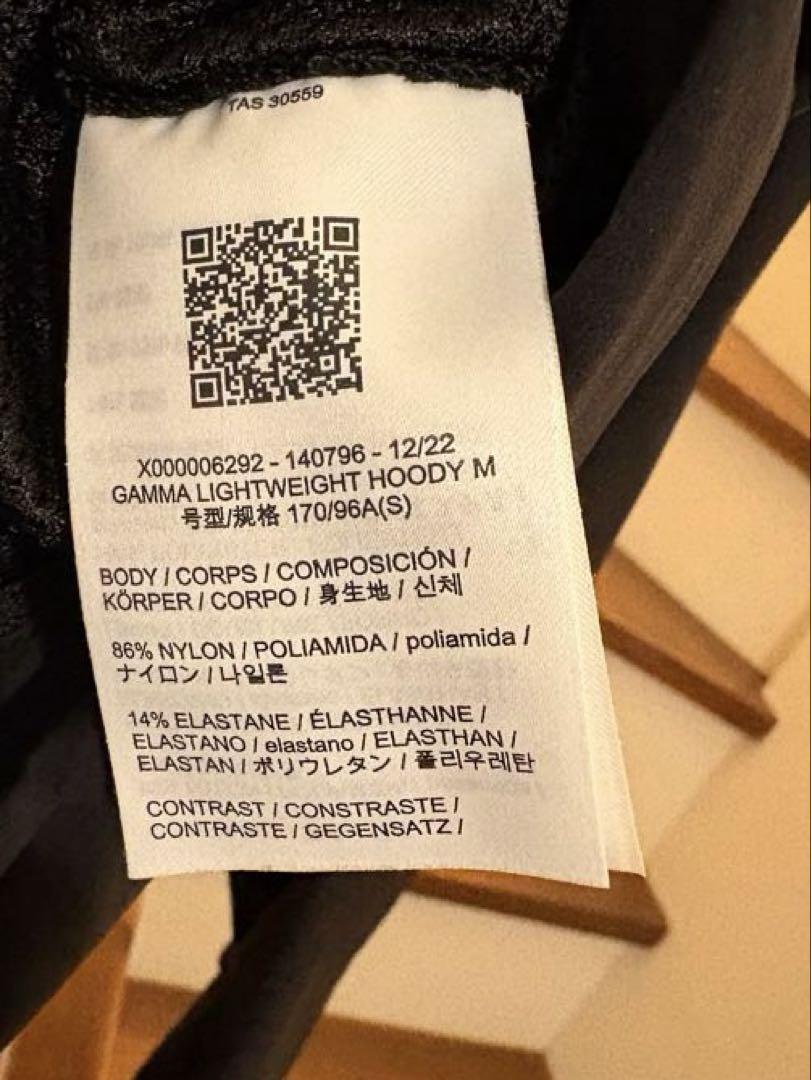 TAS 30559
X000006292 - 140796 - 12/22
GAMMA LIGHTWEIGHT HOODY M
号型/规格 170/96A(S)
BODY / CORPS / COMPOSICIÓN /
KÖRPER / CORPO / 身生地 / 신체
86% NYLON / POLIAMIDA / poliamida /
ナイロン / 나일론
14% ELASTANE / ÉLASTHANNE /
ELASTANO / elastano / ELASTHAN /
ELASTAN / ポリウレタン / 폴리우레탄
CONTRAST / CONSTRASTE /
CONTRASTE / GEGENSATZ /